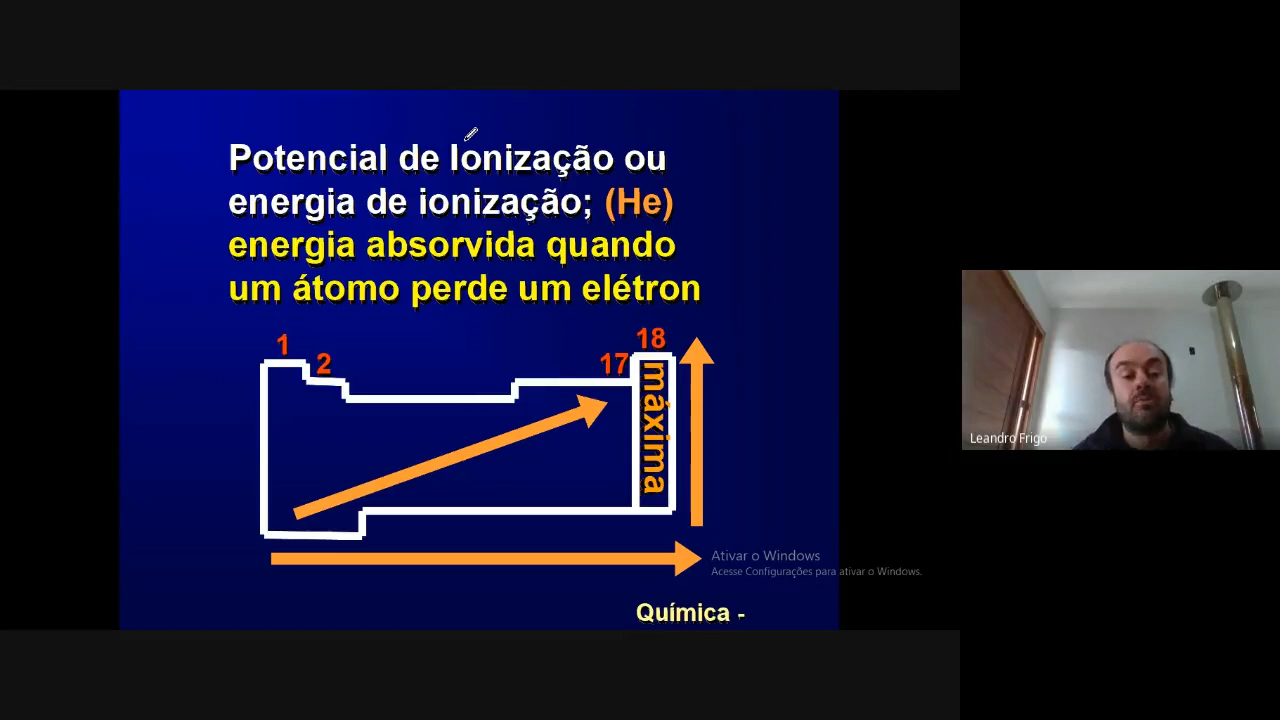 Potencial de Ionização ou
energia de ionização; (He)
energia absorvida quando
um átomo perde um elétron
1
2
17
18
máxima
Ativar o Windows
Acesse Configurações para ativar o Windows.
Química -
Leandro Frigo